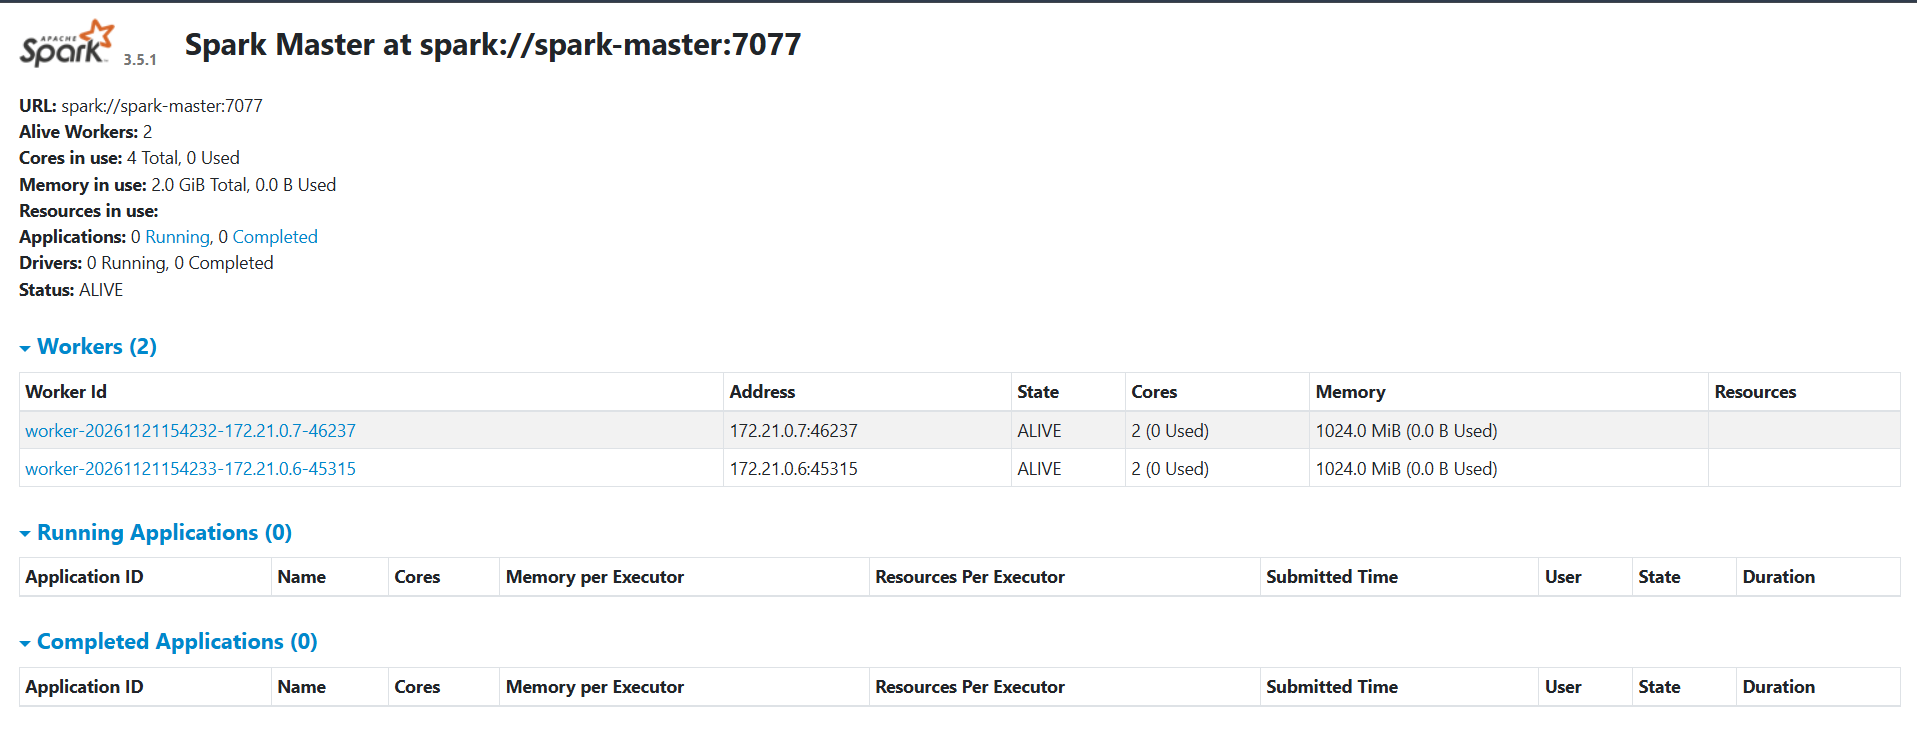 APACHE
Spark 3.5.1 Spark Master at spark://spark-master:7077
URL: spark://spark-master:7077
Alive Workers: 2
Cores in use: 4 Total, 0 Used
Memory in use: 2.0 GiB Total, 0.0 B Used
Resources in use:
Applications: 0 Running, 0 Completed
Drivers: 0 Running, 0 Completed
Status: ALIVE
Workers (2)
Worker Id Address State Cores Memory Resources
worker-20261121154232-172.21.0.7-46237 172.21.0.7:46237 ALIVE 2 (0 Used) 1024.0 MiB (0.0 B Used)
worker-20261121154233-172.21.0.6-45315 172.21.0.6:45315 ALIVE 2 (0 Used) 1024.0 MiB (0.0 B Used)
Running Applications (0)
Application ID Name Cores Memory per Executor Resources Per Executor Submitted Time User State Duration
Completed Applications (0)
Application ID Name Cores Memory per Executor Resources Per Executor Submitted Time User State Duration